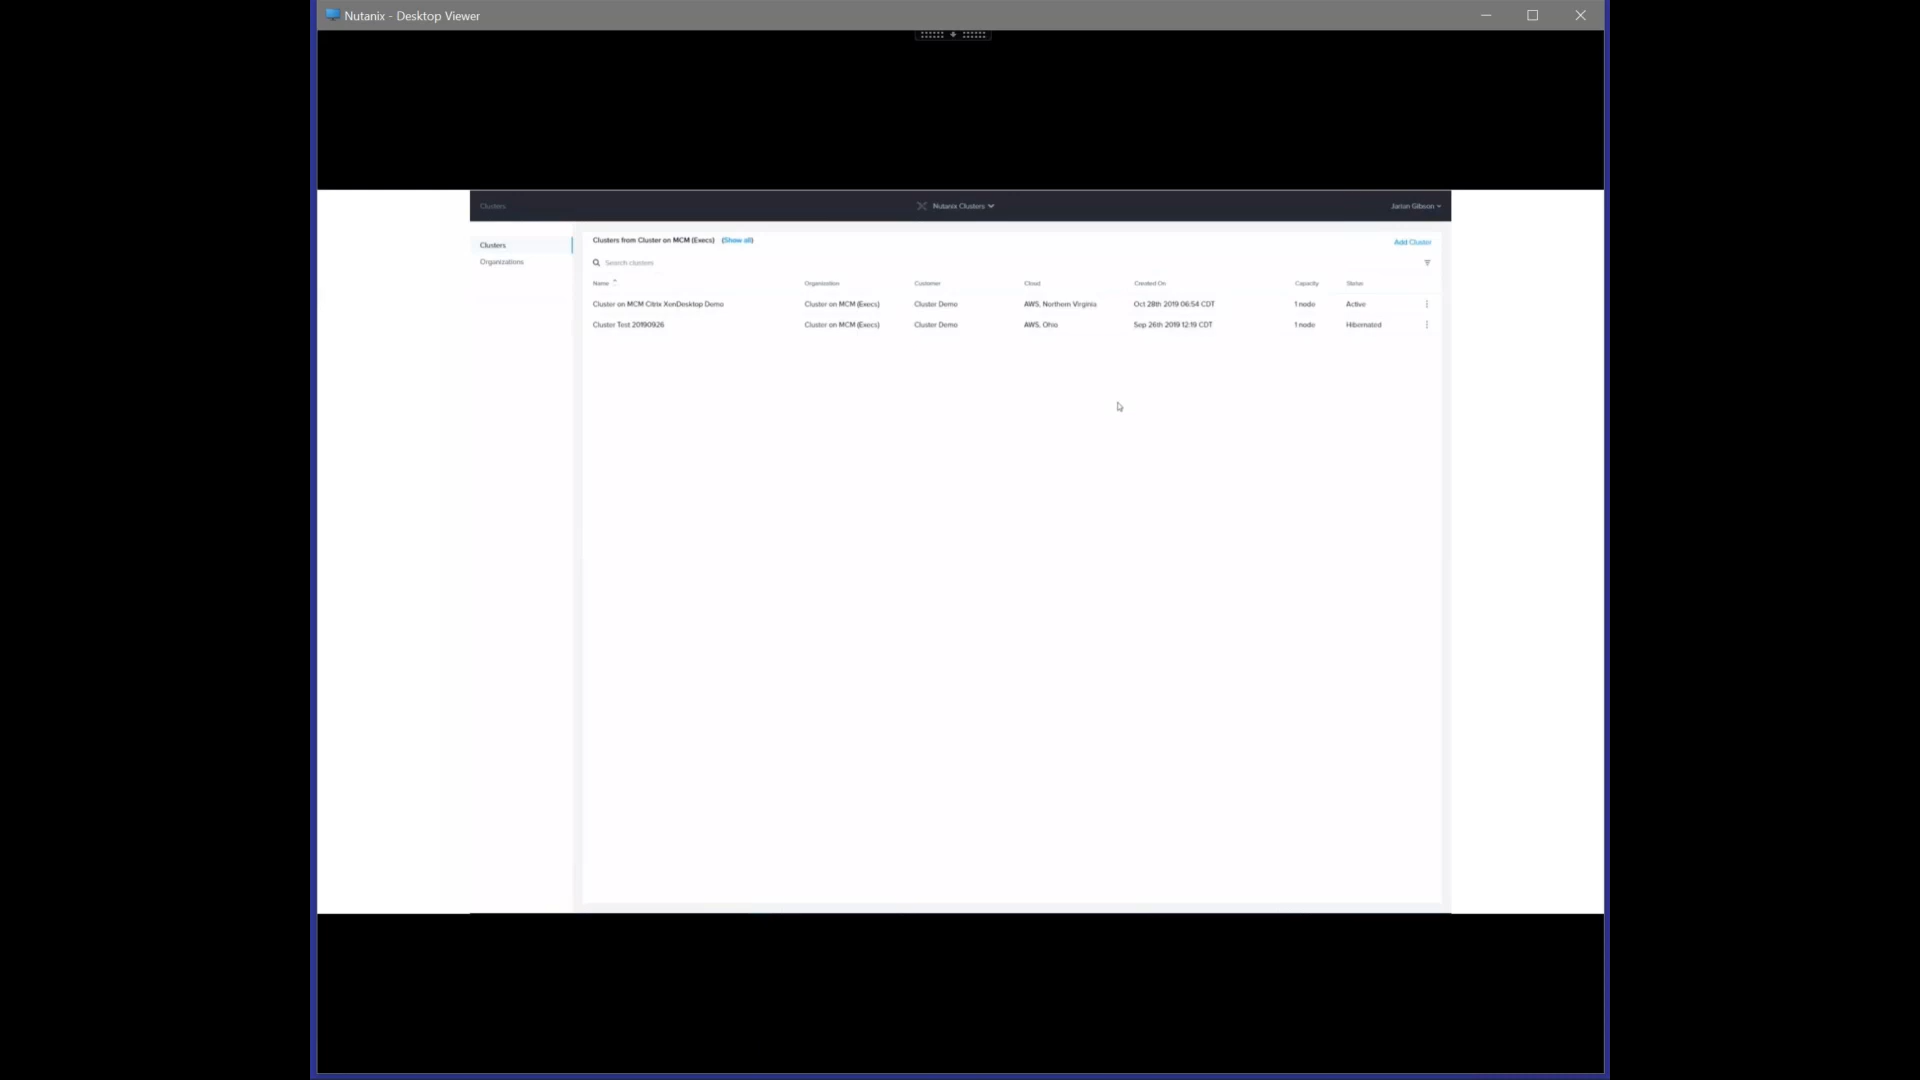 Nutanix - Desktop Viewer
Clusters
Nutanix Clusters
Jarian Gibson
Clusters
Organizations
Clusters from Cluster on MCM (Execs) (Show all)
Add Cluster
Search clusters
Name Organization Customer Cloud Created On Capacity Status
Cluster on MCM Citrix XenDesktop Demo Cluster on MCM (Execs) Cluster Demo AWS, Northern Virginia Oct 28th 2019 06:54 CDT 1 node Active
Cluster Test 20190926 Cluster on MCM (Execs) Cluster Demo AWS, Ohio Sep 26th 2019 12:19 CDT 1 node Hibernated